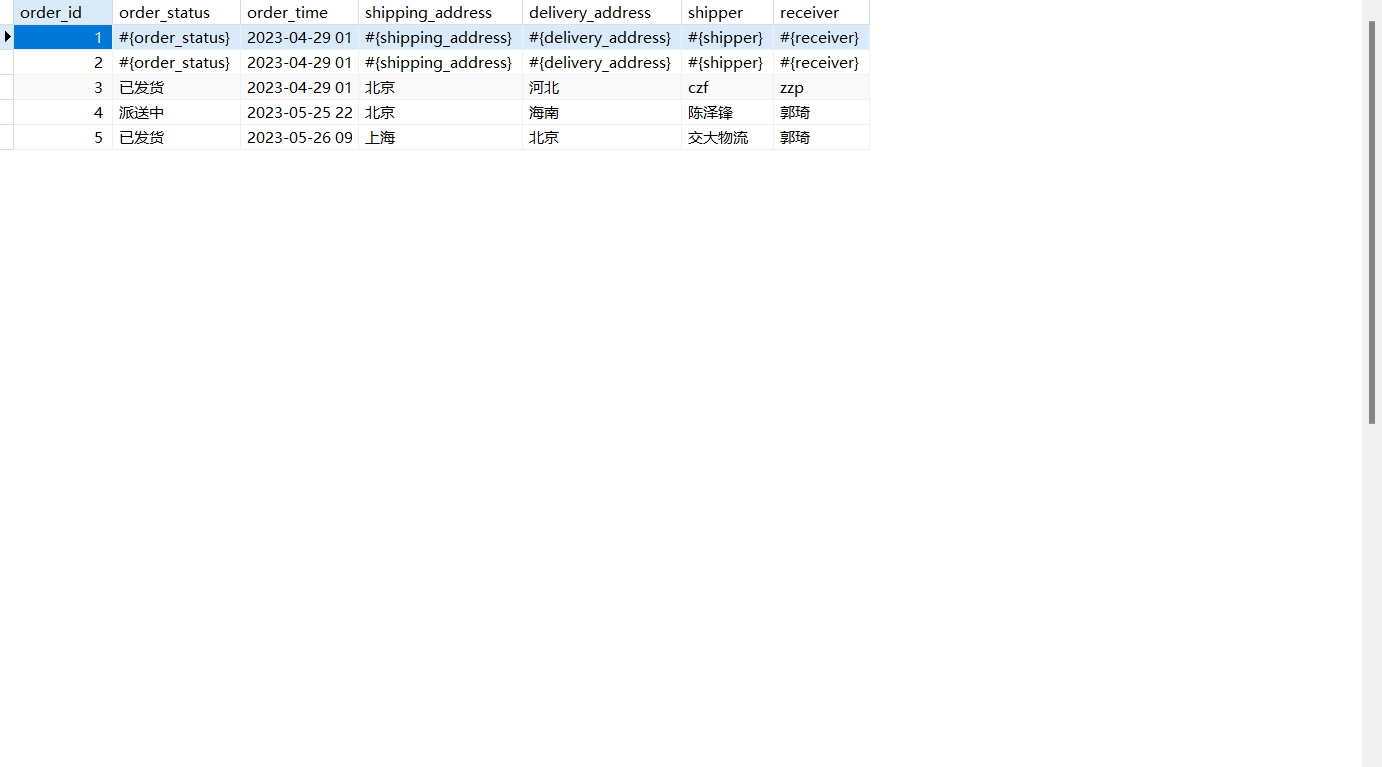 order_id order_status order_time shipping_address delivery_address shipper receiver
1 #{order_status} 2023-04-29 01 #{shipping_address} #{delivery_address} #{shipper} #{receiver}
2 #{order_status} 2023-04-29 01 #{shipping_address} #{delivery_address} #{shipper} #{receiver}
3 已发货 2023-04-29 01 北京 河北 czf zzp
4 派送中 2023-05-25 22 北京 海南 陈泽锋 郭琦
5 已发货 2023-05-26 09 上海 北京 交大物流 郭琦